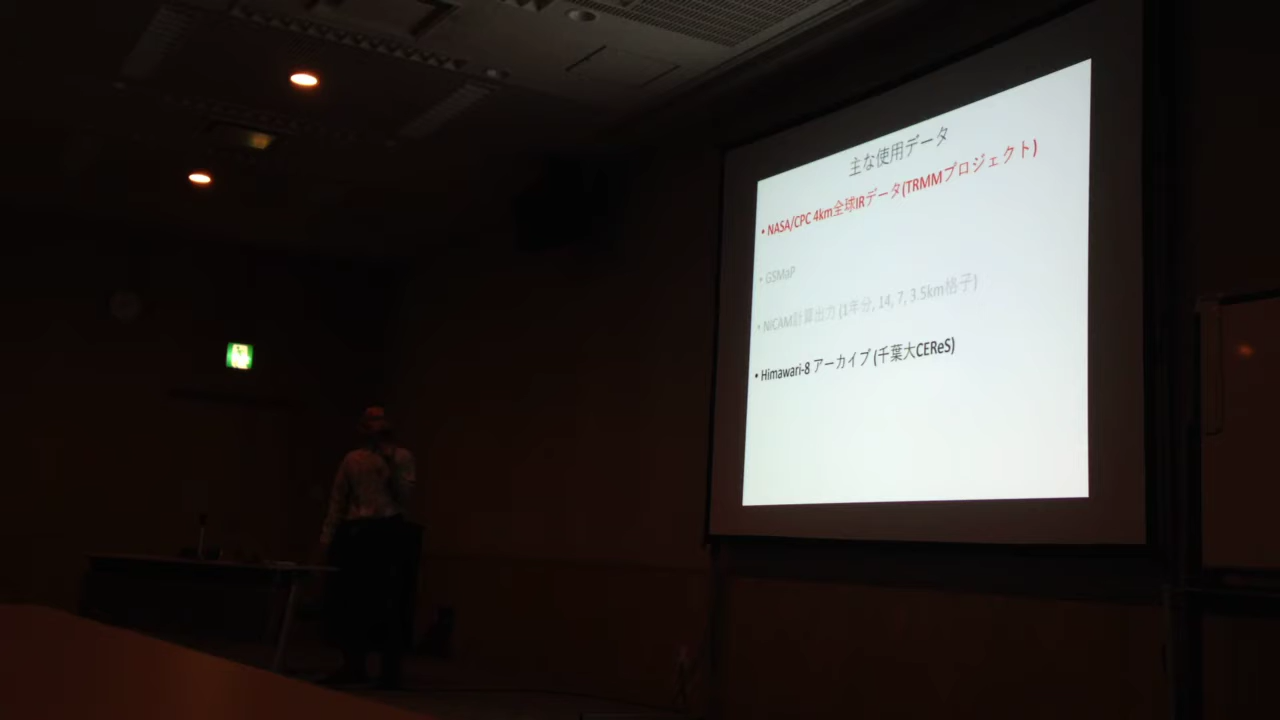 主な使用データ
• NASA/CPC 4km全球IRデータ(TRMMプロジェクト)
• GSMaP
• NICAM計算出力 (1年分, 14, 7, 3.5km格子)
• Himawari-8 アーカイブ (千葉大CEReS)